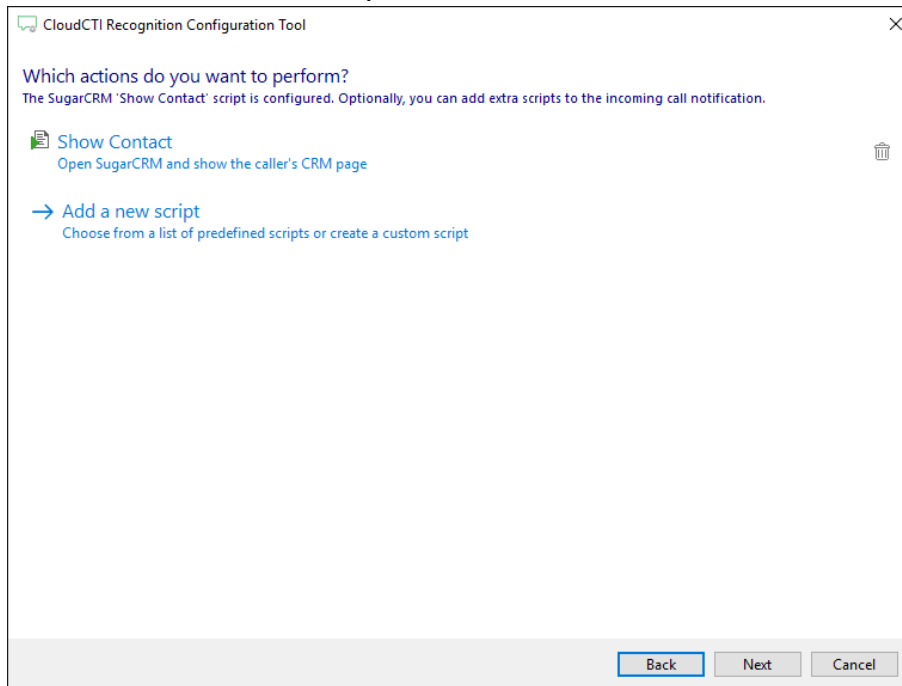 CloudCTI Recognition Configuration Tool
Which actions do you want to perform?
The SugarCRM 'Show Contact' script is configured. Optionally, you can add extra scripts to the incoming call notification.
Show Contact
Open SugarCRM and show the caller's CRM page
Add a new script
Choose from a list of predefined scripts or create a custom script
Back Next Cancel